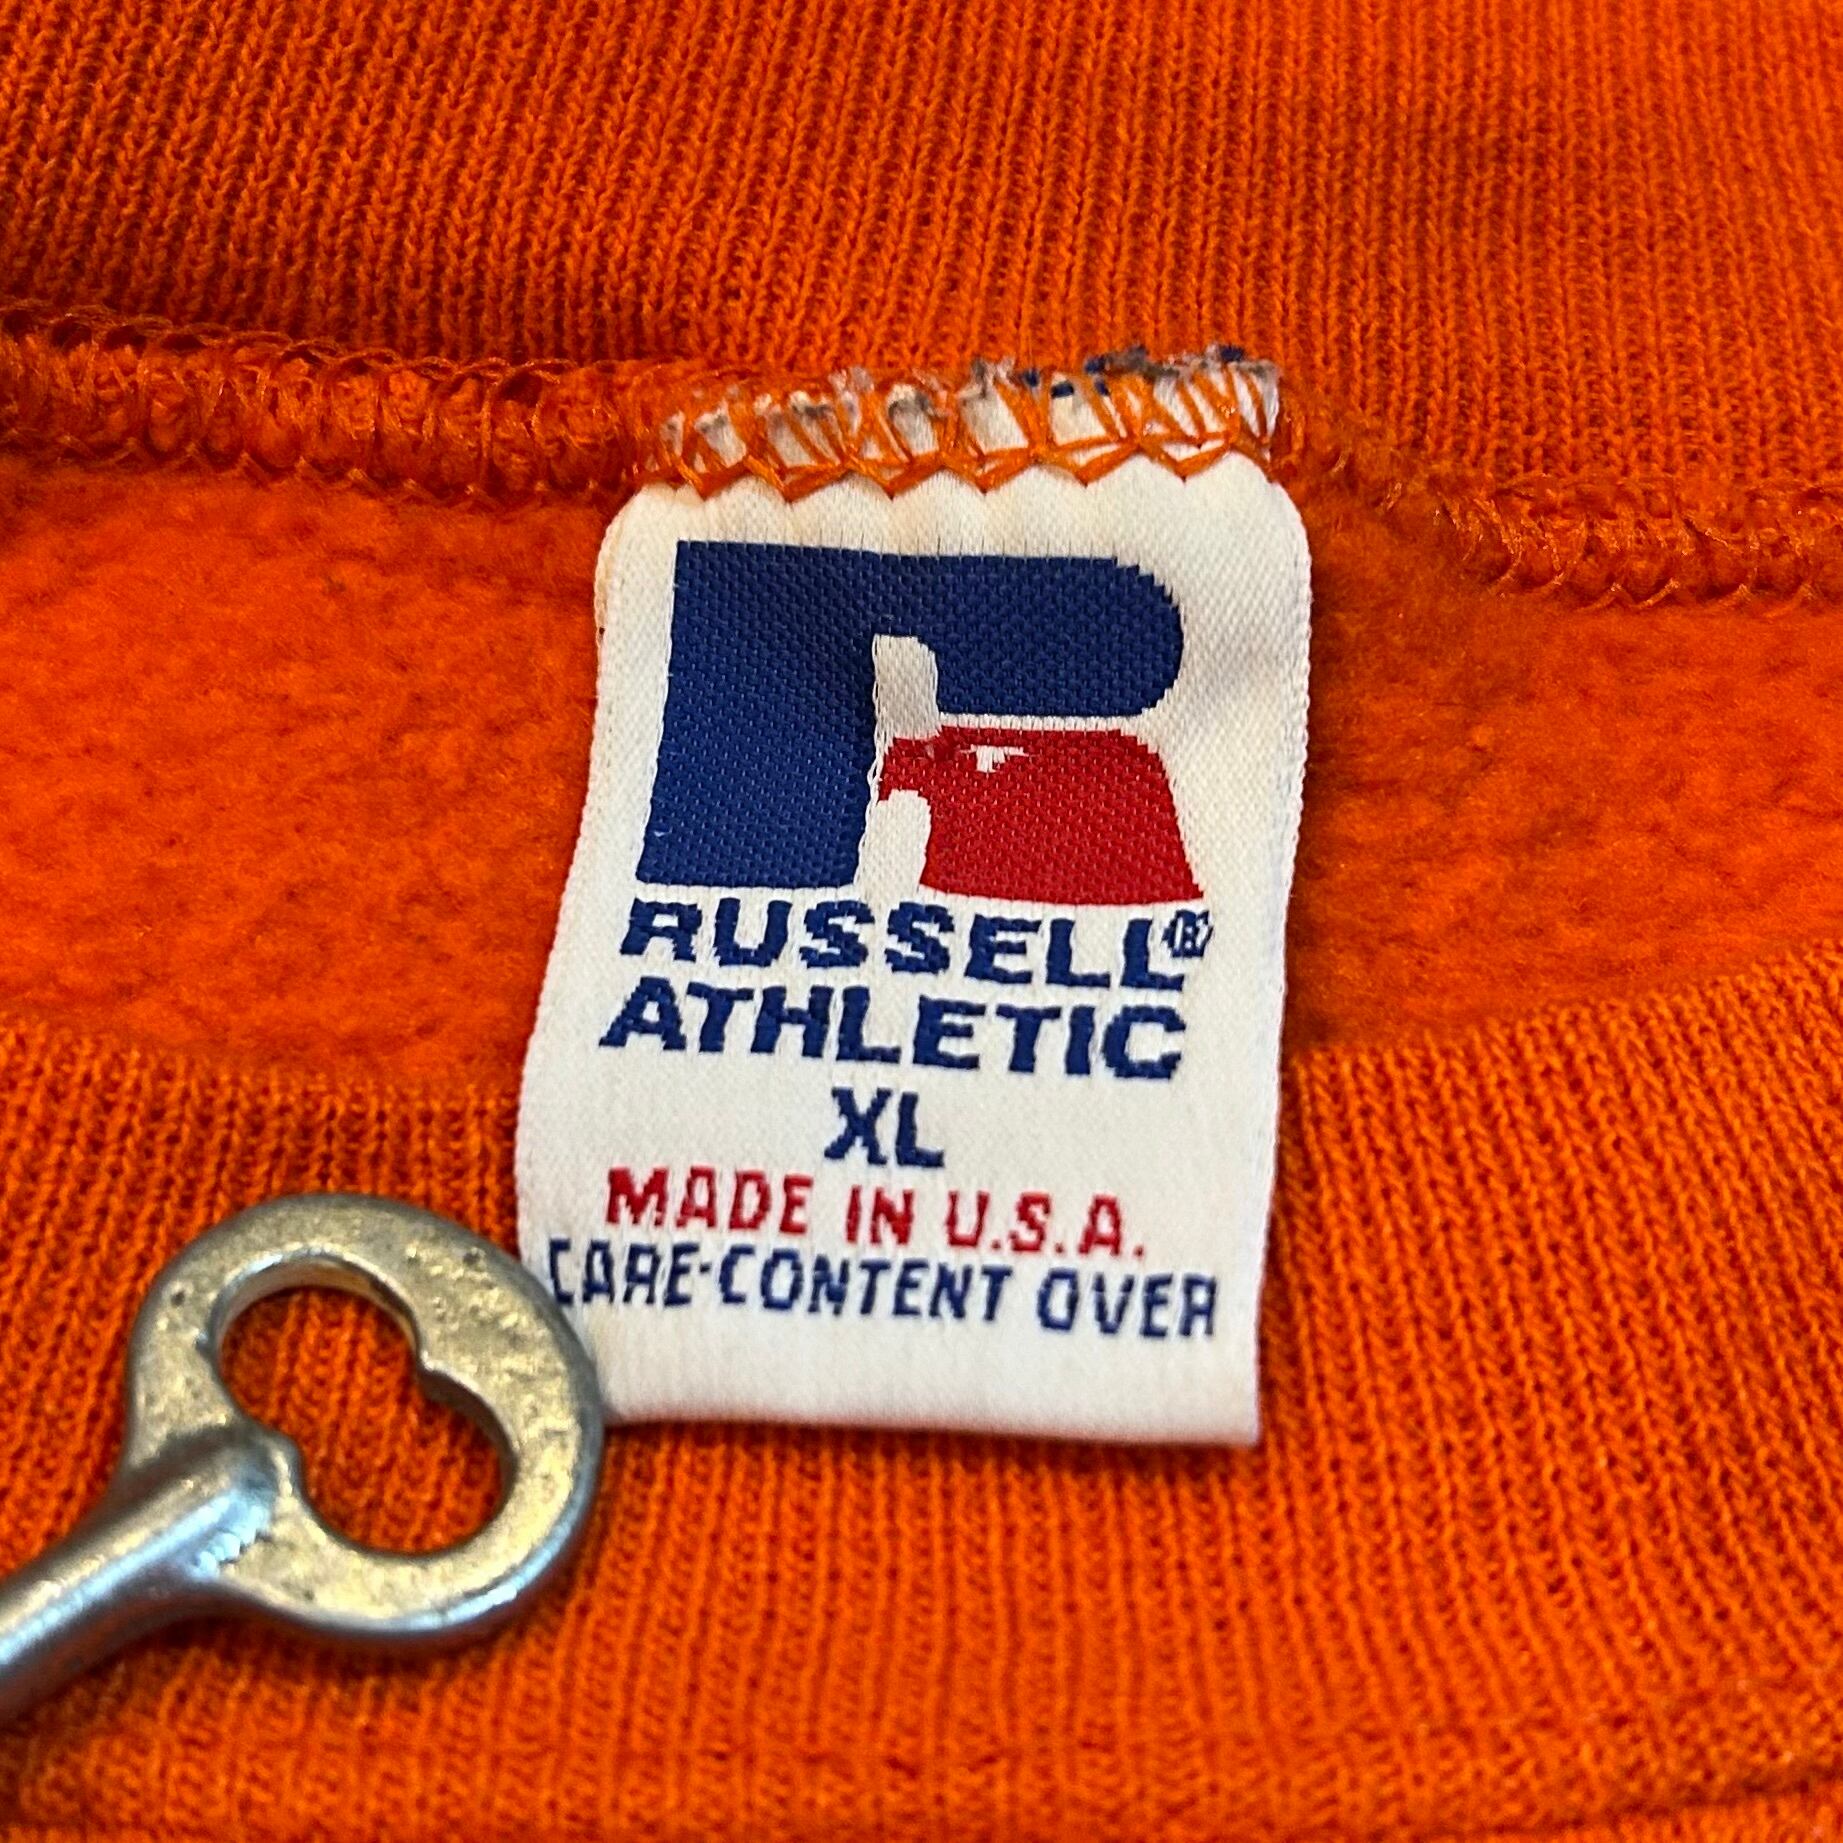 RUSSELL®
ATHLETIC
XL
MADE IN U.S.A.
CARE-CONTENT OVER